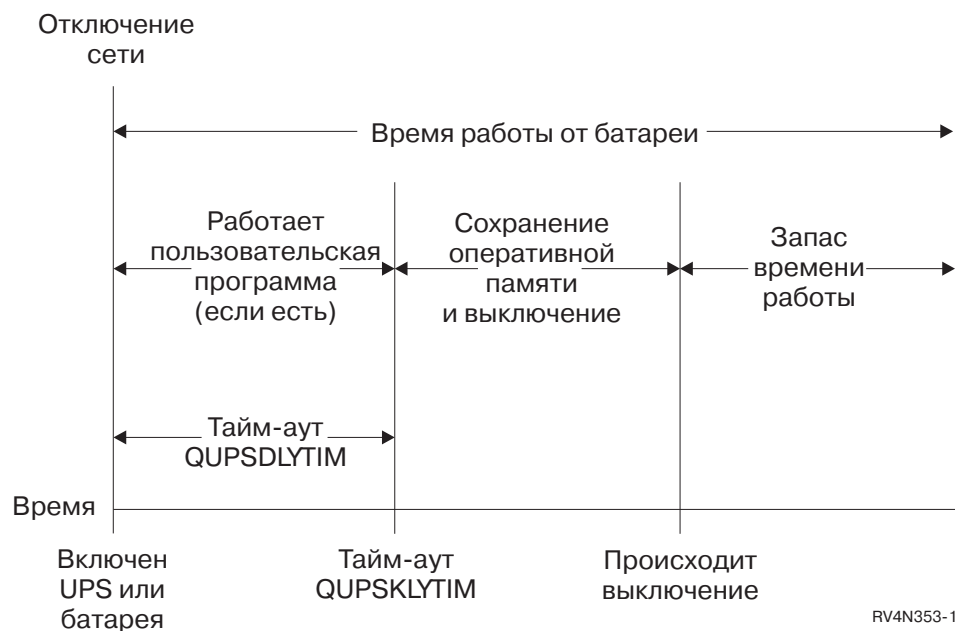 Отключение
сети
Время работы от батареи
Работает
пользовательская
программа
(если есть)
Сохранение
оперативной
памяти
и выключение
Запас
времени
работы
Тайм-аут
QUPSDLYTIM
Время
Включен
UPS или
батарея
Тайм-аут
QUPSKLYTIM
Происходит
выключение
RV4N353-1